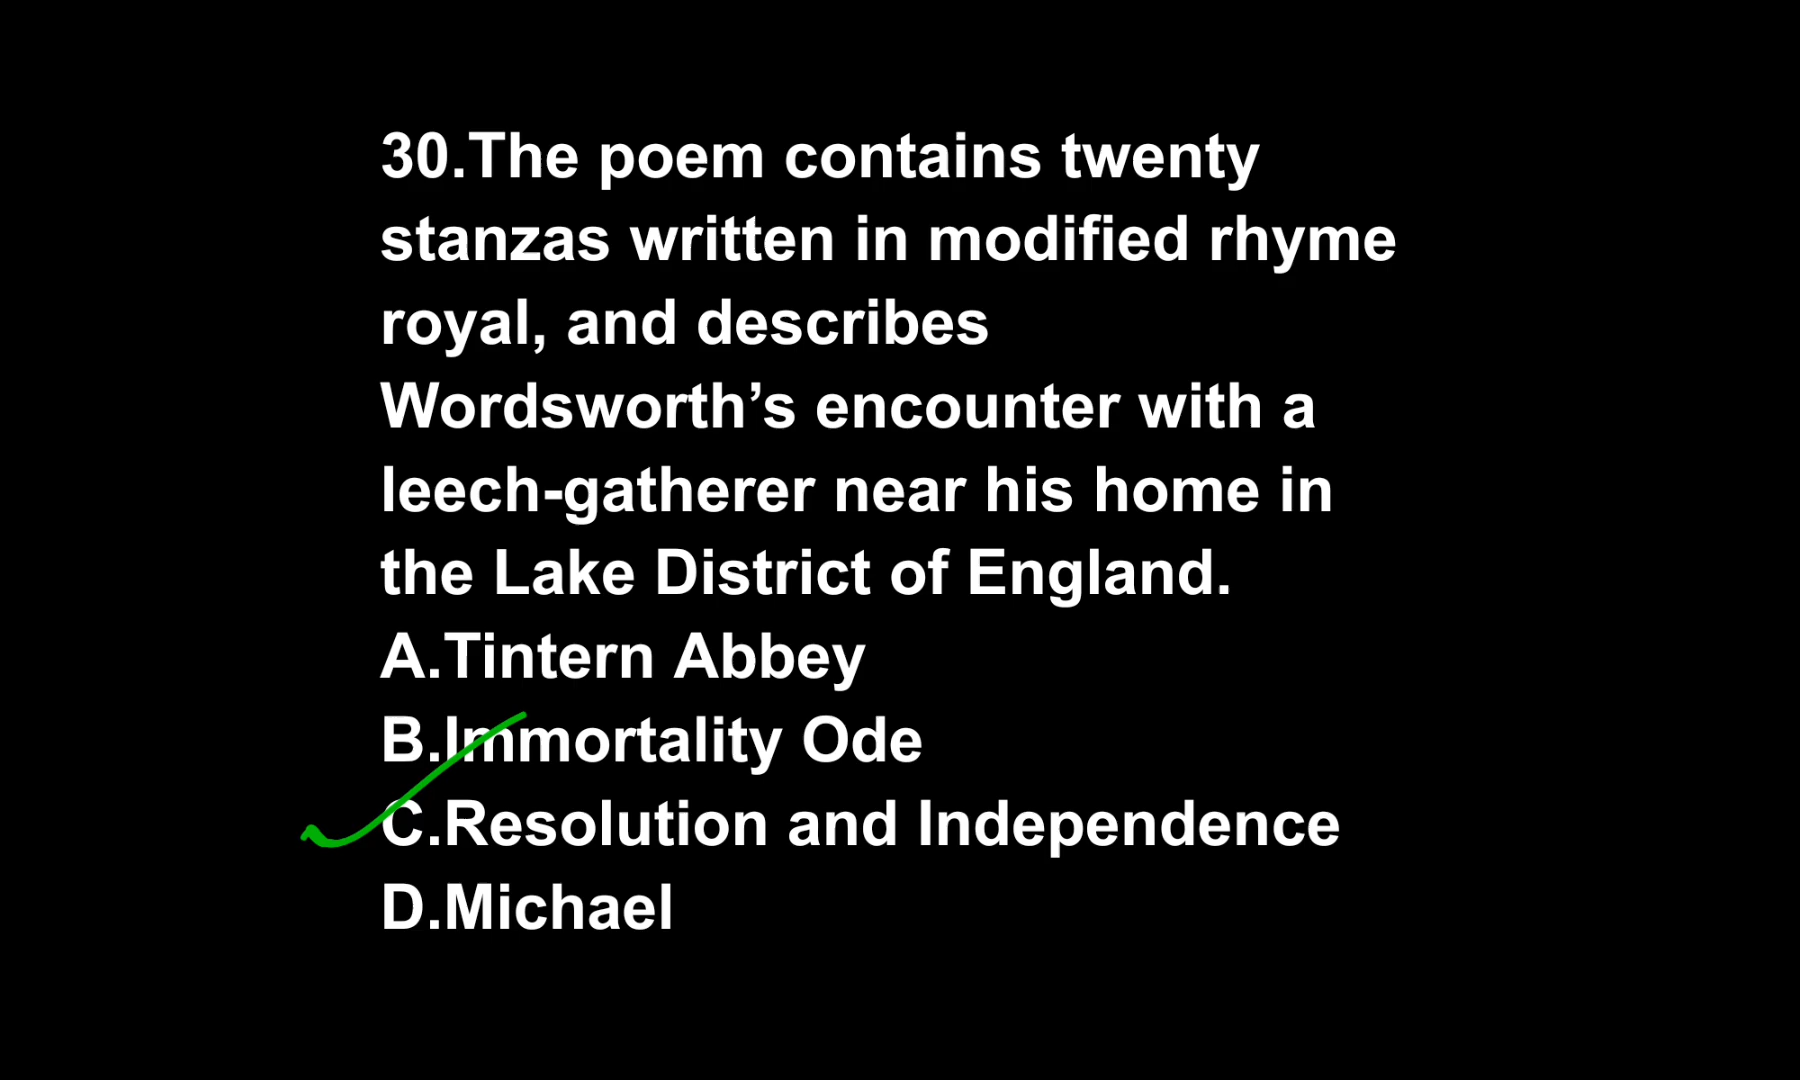 30.The poem contains twenty
stanzas written in modified rhyme
royal, and describes
Wordsworth’s encounter with a
leech-gatherer near his home in
the Lake District of England.
A.Tintern Abbey
B.Immortality Ode
C.Resolution and Independence
D.Michael